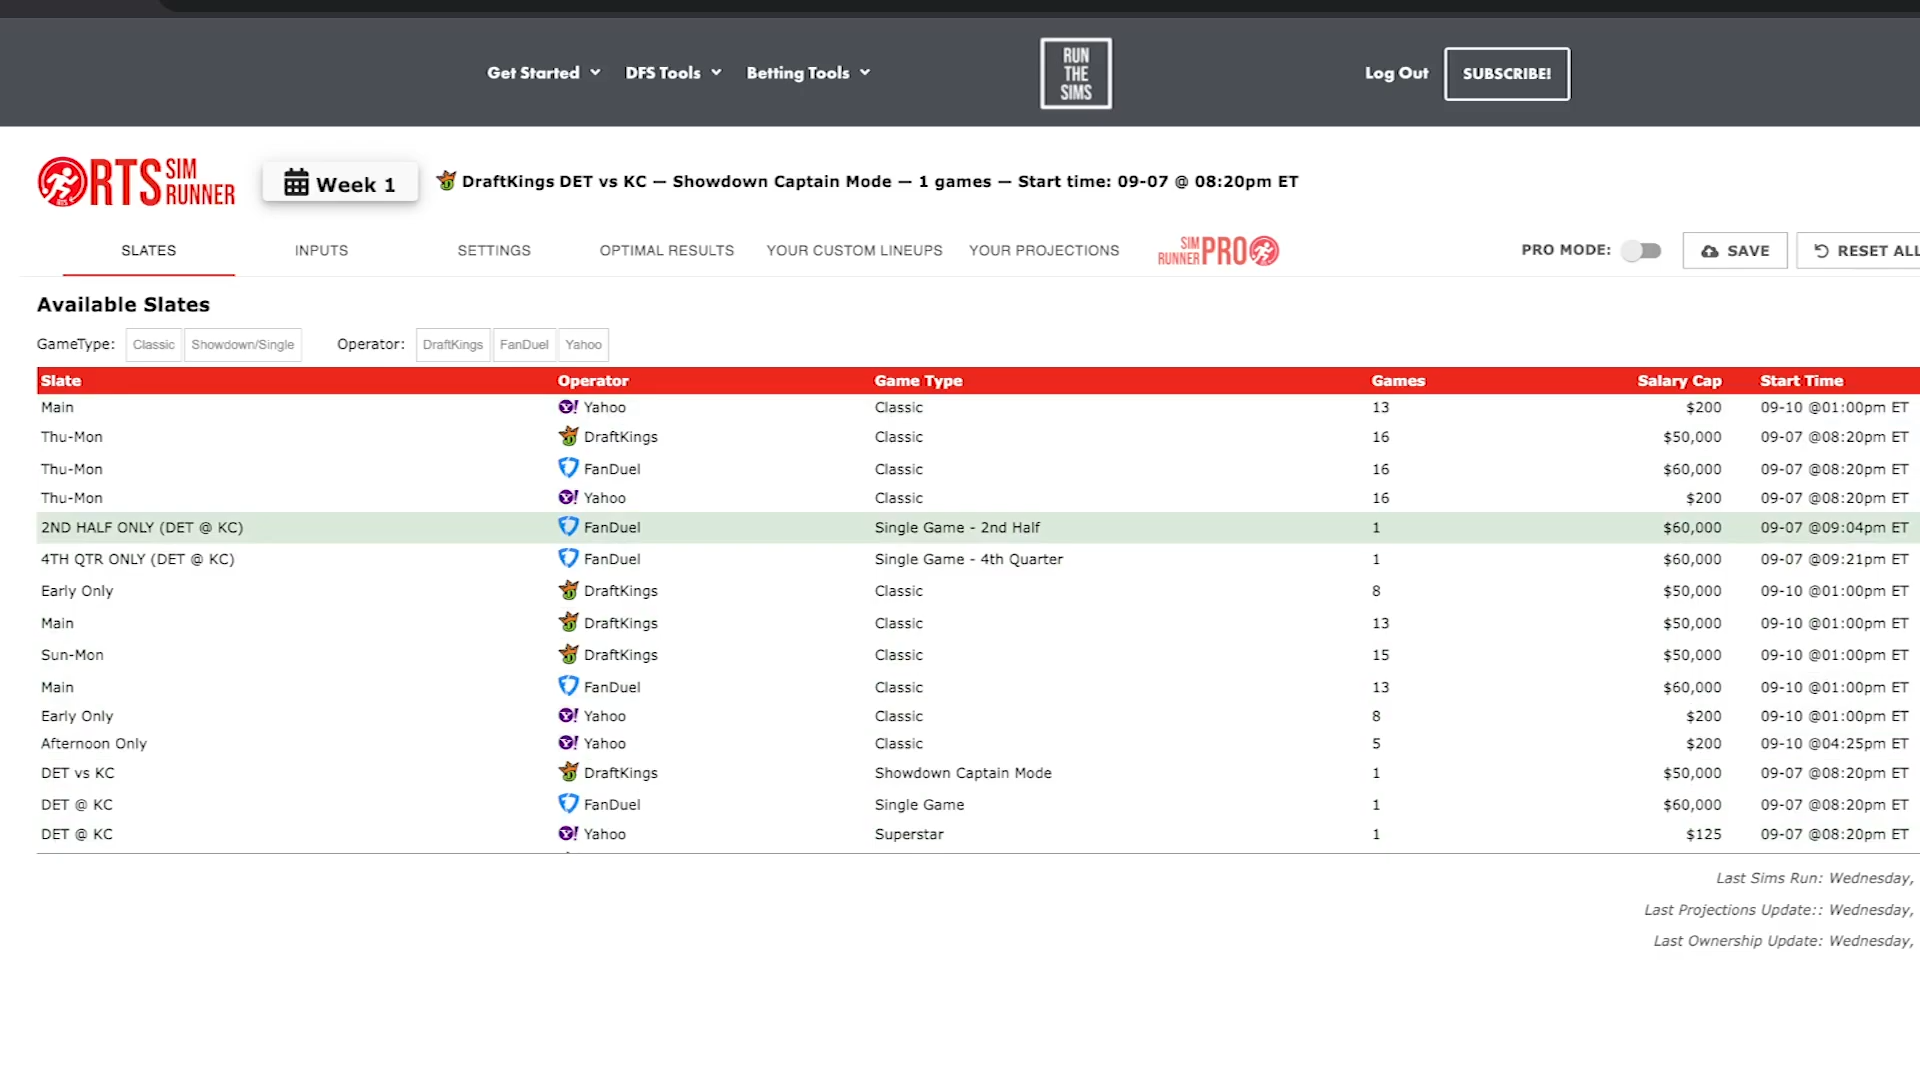 Get Started DFS Tools Betting Tools RUN THE SIMS Log Out SUBSCRIBE!
RTS SIM RUNNER Week 1 DraftKings DET vs KC — Showdown Captain Mode — 1 games — Start time: 09-07 @ 08:20pm ET
SLATES INPUTS SETTINGS OPTIMAL RESULTS YOUR CUSTOM LINEUPS YOUR PROJECTIONS SIM RUNNER PRO PRO MODE: SAVE RESET ALL
Available Slates
GameType: Classic Showdown/Single Operator: DraftKings FanDuel Yahoo
Slate Operator Game Type Games Salary Cap Start Time
Main Yahoo Classic 13 $200 09-10 @01:00pm ET
Thu-Mon DraftKings Classic 16 $50,000 09-07 @08:20pm ET
Thu-Mon FanDuel Classic 16 $60,000 09-07 @08:20pm ET
Thu-Mon Yahoo Classic 16 $200 09-07 @08:20pm ET
2ND HALF ONLY (DET @ KC) FanDuel Single Game - 2nd Half 1 $60,000 09-07 @09:04pm ET
4TH QTR ONLY (DET @ KC) FanDuel Single Game - 4th Quarter 1 $60,000 09-07 @09:21pm ET
Early Only DraftKings Classic 8 $50,000 09-10 @01:00pm ET
Main DraftKings Classic 13 $50,000 09-10 @01:00pm ET
Sun-Mon DraftKings Classic 15 $50,000 09-10 @01:00pm ET
Main FanDuel Classic 13 $60,000 09-10 @01:00pm ET
Early Only Yahoo Classic 8 $200 09-10 @01:00pm ET
Afternoon Only Yahoo Classic 5 $200 09-10 @04:25pm ET
DET vs KC DraftKings Showdown Captain Mode 1 $50,000 09-07 @08:20pm ET
DET @ KC FanDuel Single Game 1 $60,000 09-07 @08:20pm ET
DET @ KC Yahoo Superstar 1 $125 09-07 @08:20pm ET
Last Sims Run: Wednesday,
Last Projections Update:: Wednesday,
Last Ownership Update: Wednesday,